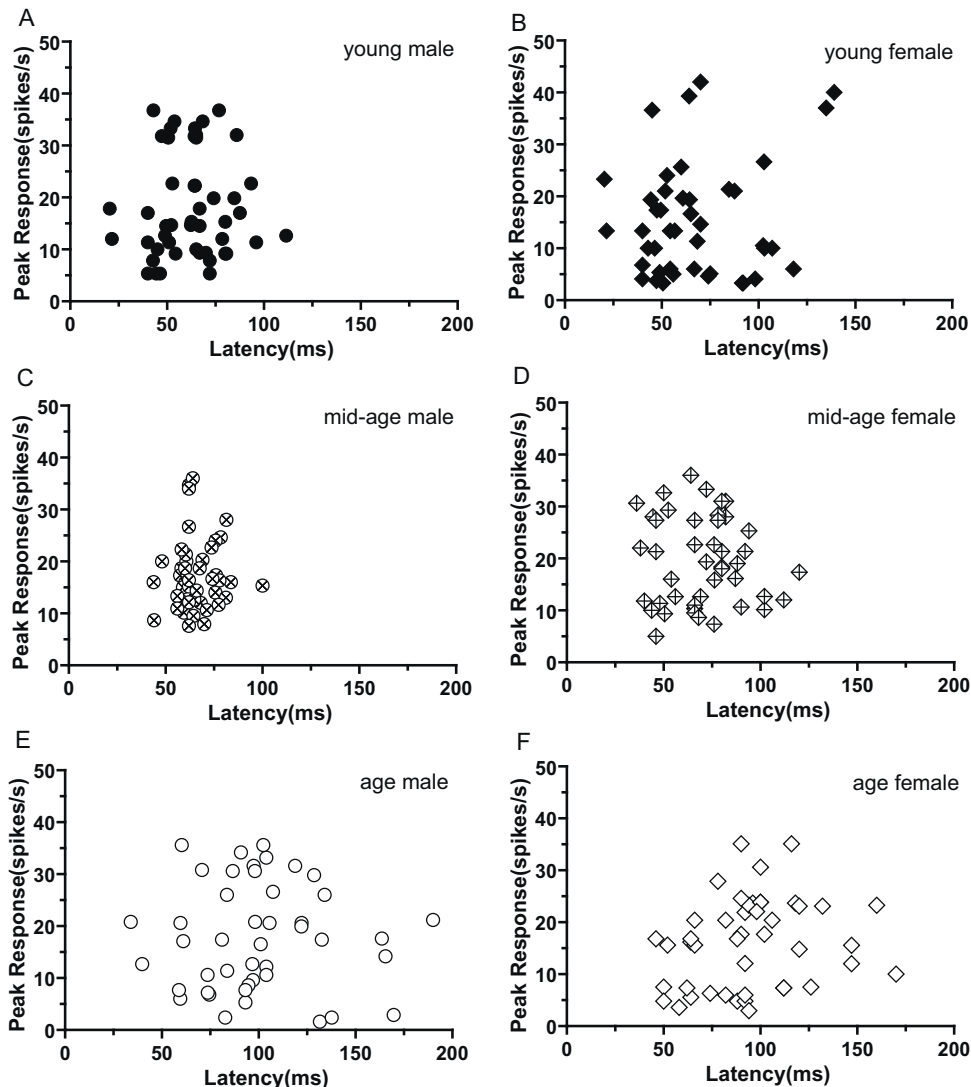 A
young male
Peak Response(spikes/s)
50
40
30
20
10
0
0 50 100 150 200
Latency(ms)
B
young female
Peak Response(spikes/s)
50
40
30
20
10
0
0 50 100 150 200
Latency(ms)
C
mid-age male
Peak Response(spikes/s)
50
40
30
20
10
0
0 50 100 150 200
Latency(ms)
D
mid-age female
Peak Response(spikes/s)
50
40
30
20
10
0
0 50 100 150 200
Latency(ms)
E
age male
Peak Response(spikes/s)
50
40
30
20
10
0
0 50 100 150 200
Latency(ms)
F
age female
Peak Response(spikes/s)
50
40
30
20
10
0
0 50 100 150 200
Latency(ms)